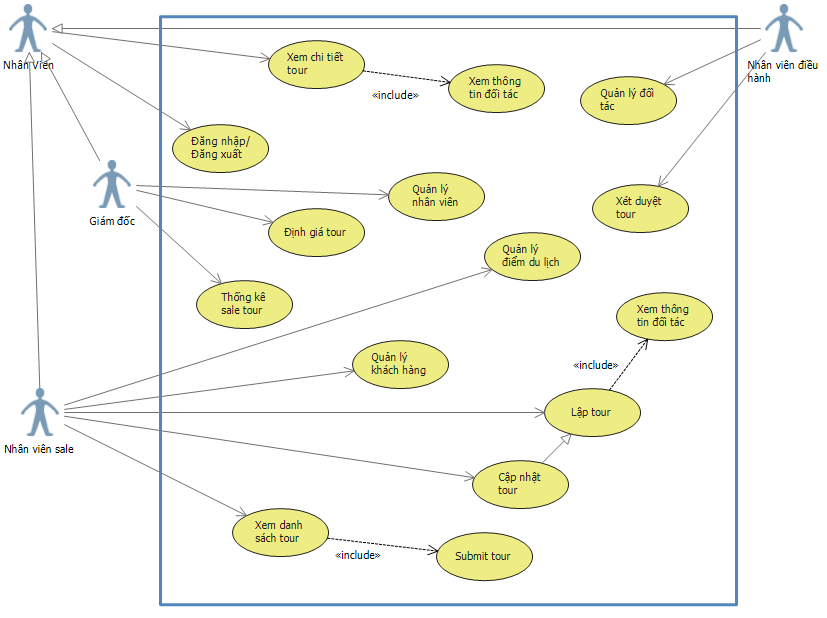 Nhân Viên
Nhân viên điều
hành
Xem chi tiết
tour
«include»
Xem thông
tin đối tác
Quản lý đối
tác
Đăng nhập/
Đăng xuất
Giám đốc
Quản lý
nhân viên
Xét duyệt
tour
Định giá tour
Quản lý
điểm du lịch
Thống kê
sale tour
Xem thông
tin đối tác
«include»
Quản lý
khách hàng
Lập tour
Nhân viên sale
Cập nhật
tour
Xem danh
sách tour
«include»
Submit tour